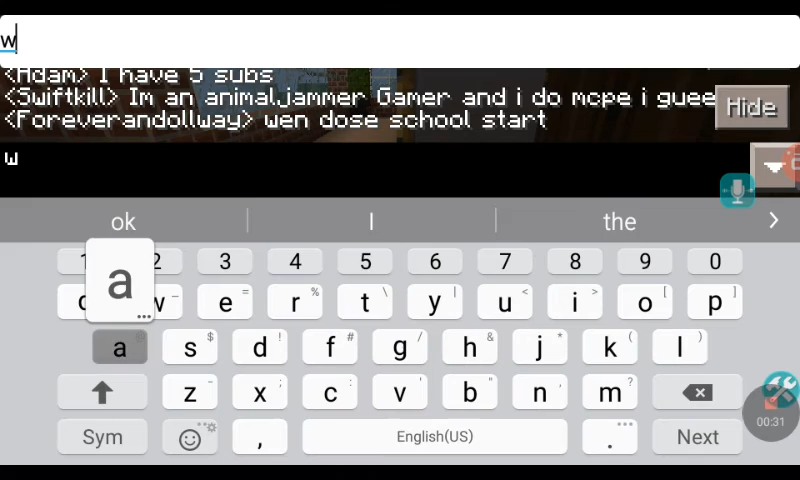 w
<Adam> I have 5 subs
<Swiftkill> Im an animaljammer Gamer and i do mcpe i guee
<Foreverandollway> wen dose school start
Hide
w
ok I the >
1 2 3 4 5 6 7 8 9 0
a
w _ e = r % t \ y | u < i > o [ p ]
a s $ d ! f # g / h & j * k ( l )
z - x ; c : v ' b " n , m ?
Sym , English(US) . Next
00:31